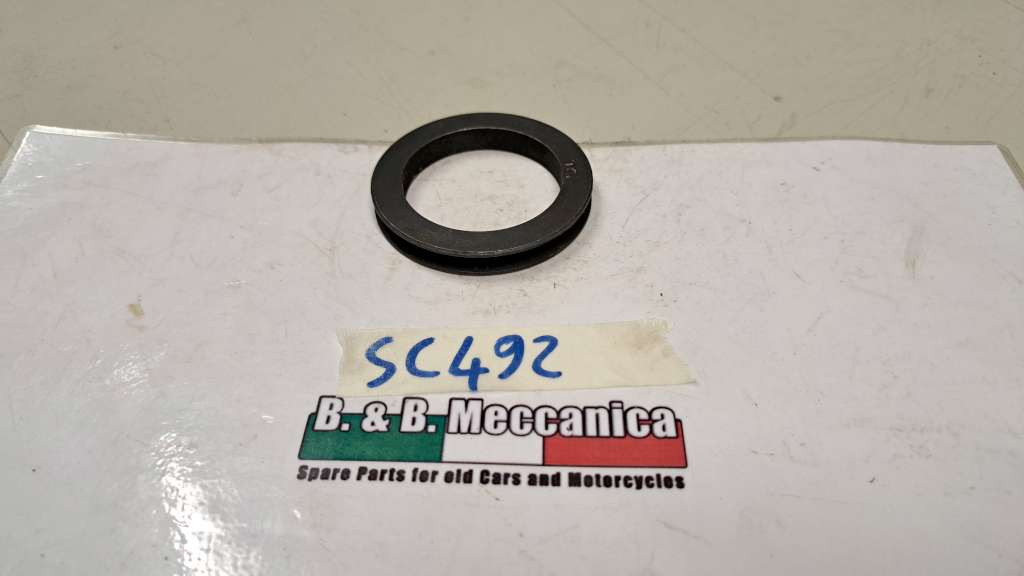 SC492
B. & B. Meccanica
Spare Parts for old Cars and Motorcycles